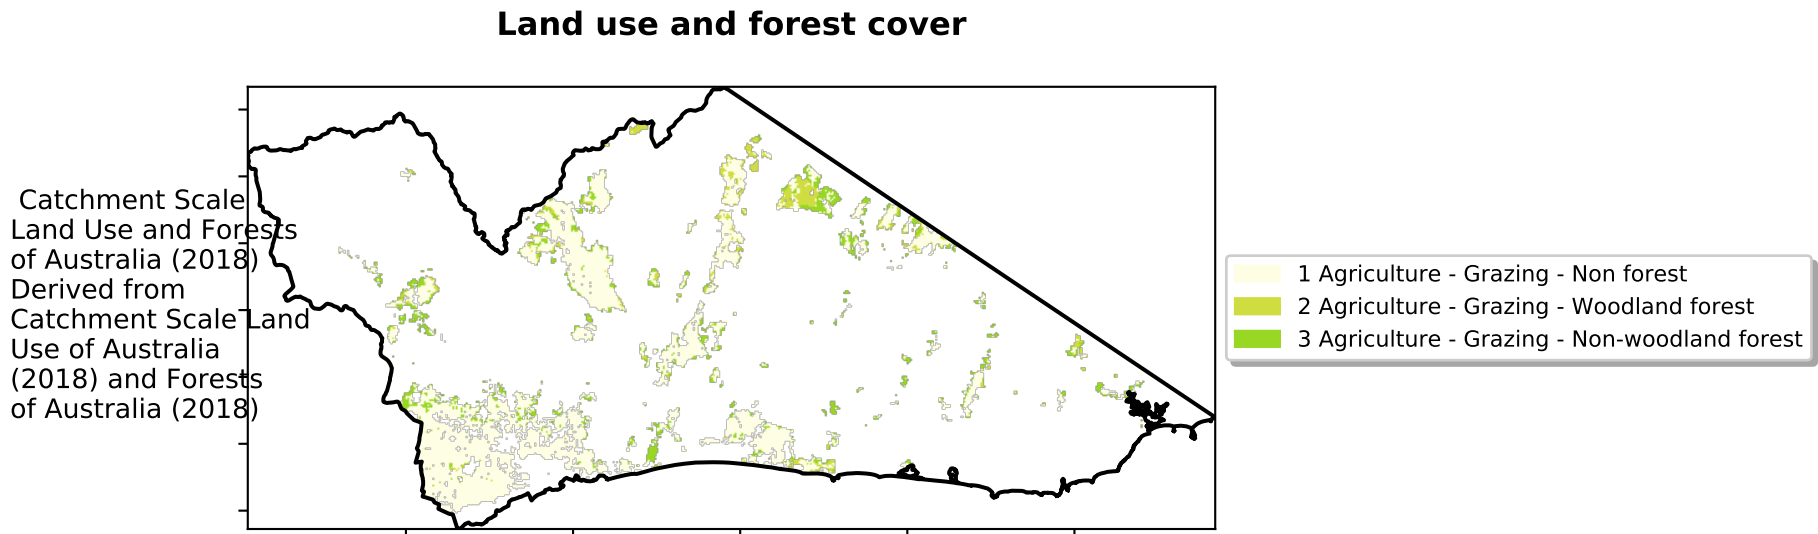 Land use and forest cover
Catchment Scale
Land Use and Forests
of Australia (2018)
Derived from
Catchment Scale Land
Use of Australia
(2018) and Forests
of Australia (2018)
1 Agriculture - Grazing - Non forest
2 Agriculture - Grazing - Woodland forest
3 Agriculture - Grazing - Non-woodland forest